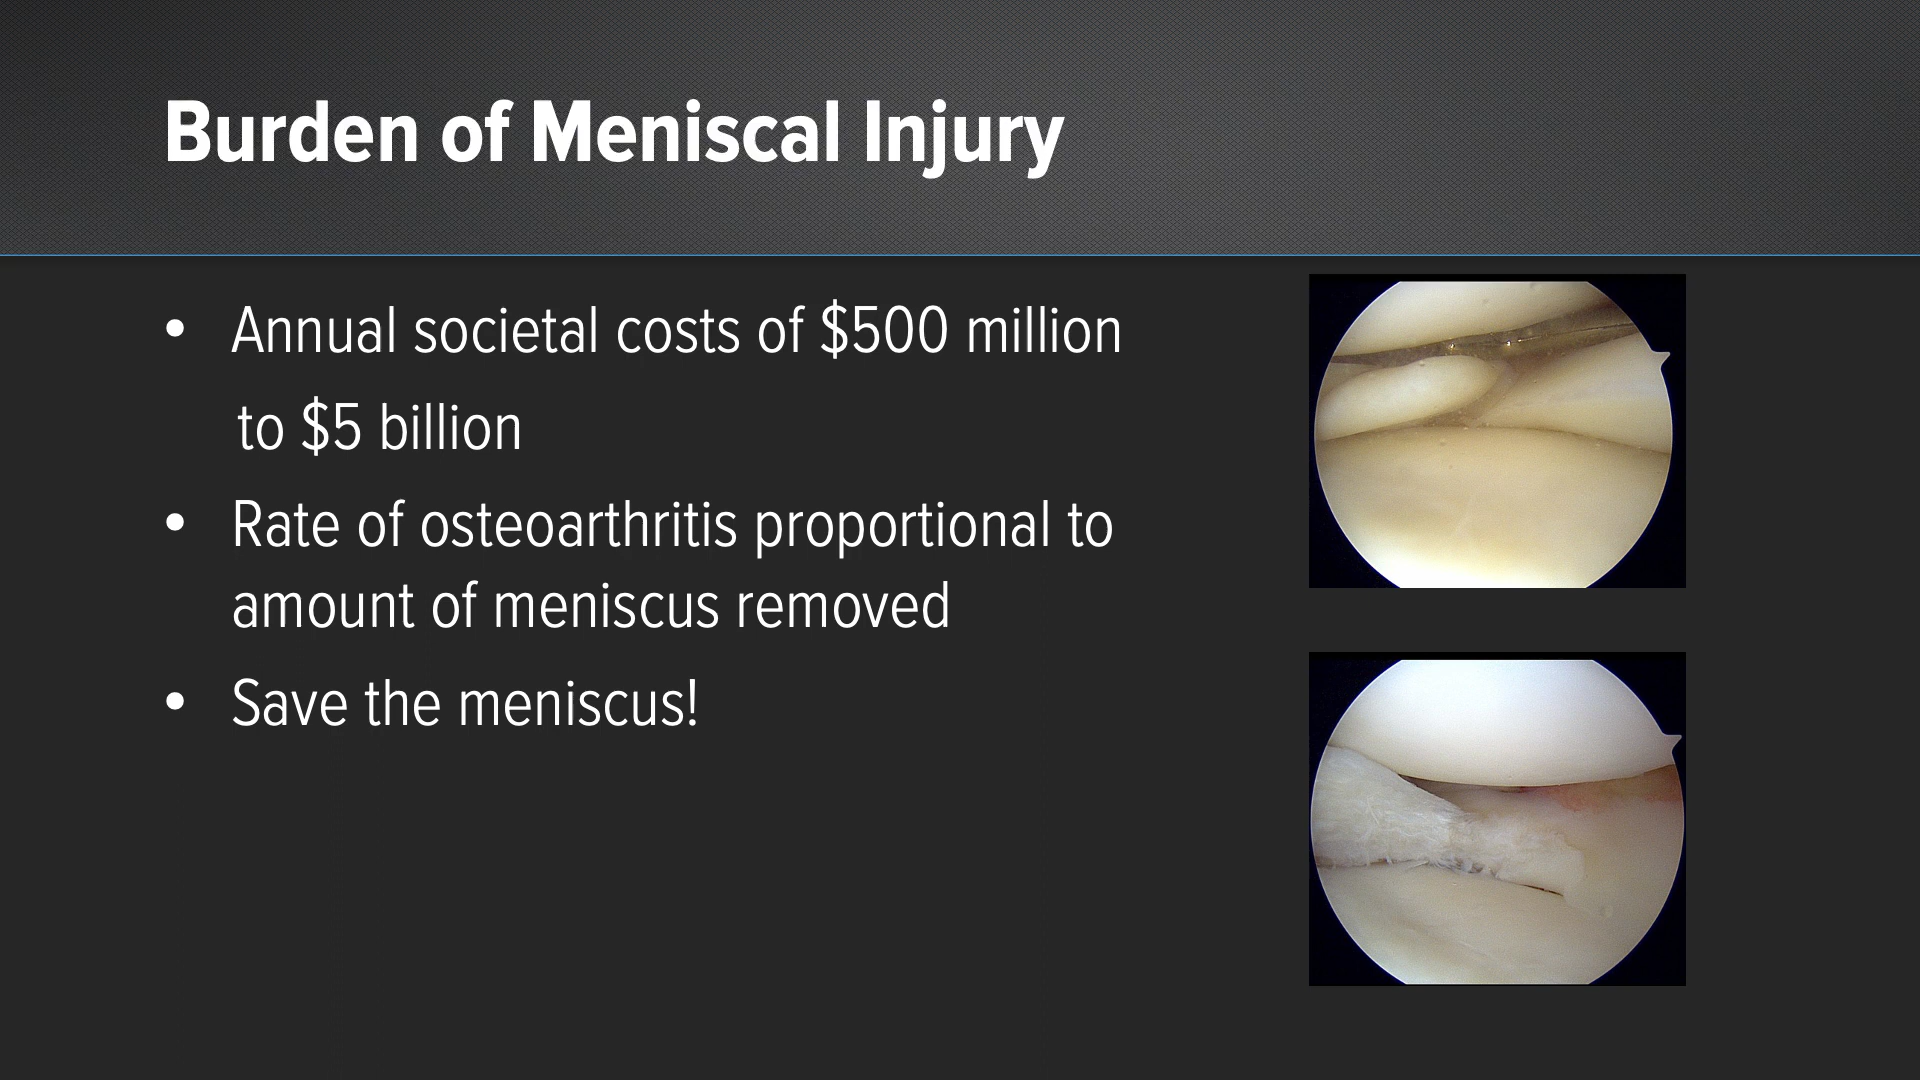 Burden of Meniscal Injury
• Annual societal costs of $500 million
to $5 billion
• Rate of osteoarthritis proportional to
amount of meniscus removed
• Save the meniscus!